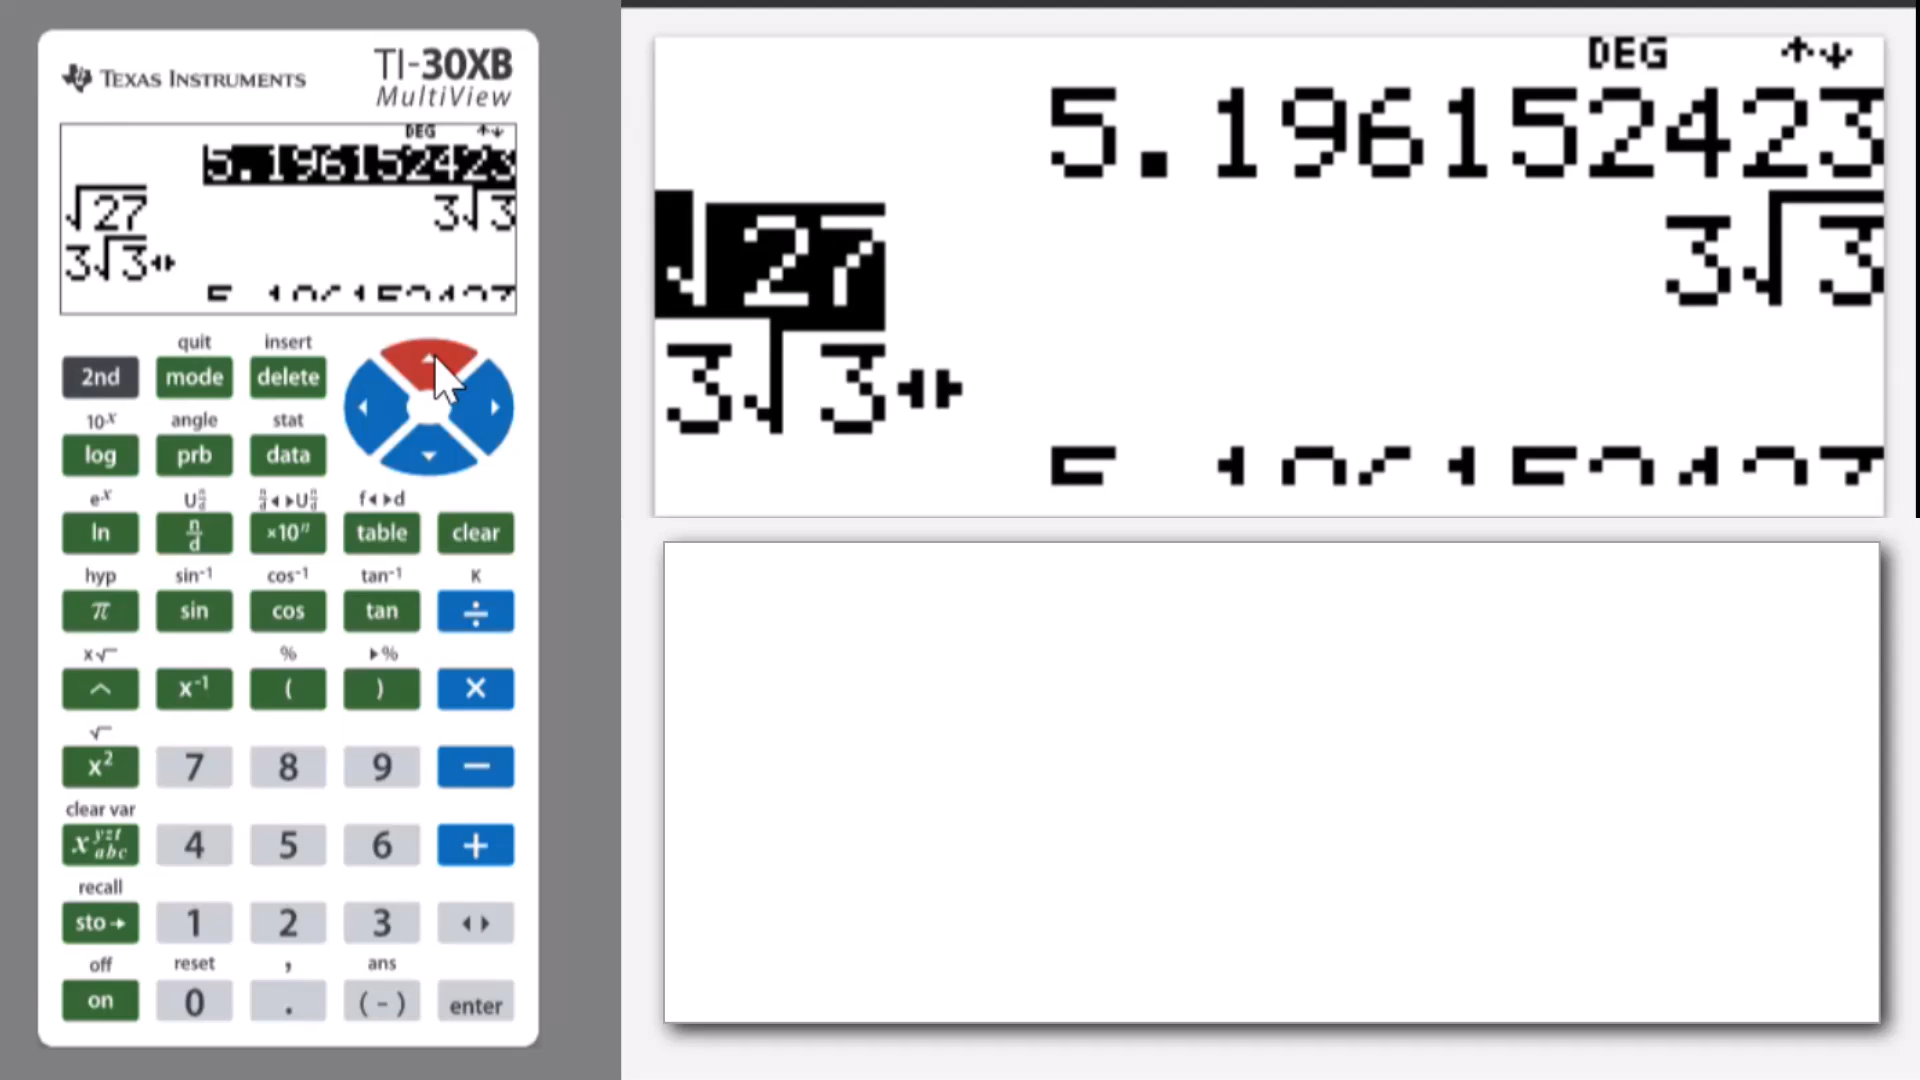 TEXAS INSTRUMENTS
TI-30XB
MultiView
DEG
5.196152423
√27 3√3
3√3◂▸
quit insert
2nd mode delete
10ˣ angle stat
log prb data
eˣ U n/d n/d◂▸U n/d f◂▸d
ln n/d ×10ⁿ table clear
hyp sin⁻¹ cos⁻¹ tan⁻¹ K
π sin cos tan ÷
x√ % ▸%
^ x⁻¹ ( ) ×
√
x² 7 8 9 −
clear var
x yzt abc 4 5 6 +
recall
sto→ 1 2 3 ◂ ▸
off reset , ans
on 0 . (-) enter
DEG
5.196152423
√27 3√3
3√3◂▸